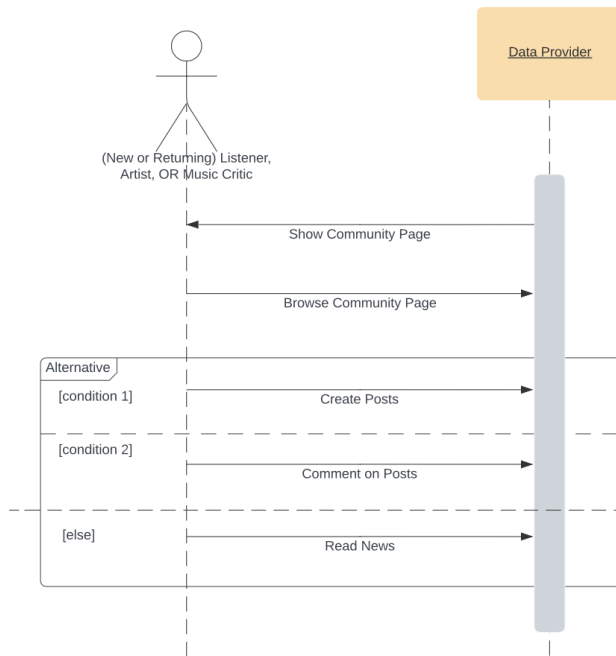 Data Provider
(New or Returning) Listener,
Artist, OR Music Critic
Show Community Page
Browse Community Page
Alternative
[condition 1]
Create Posts
[condition 2]
Comment on Posts
[else]
Read News